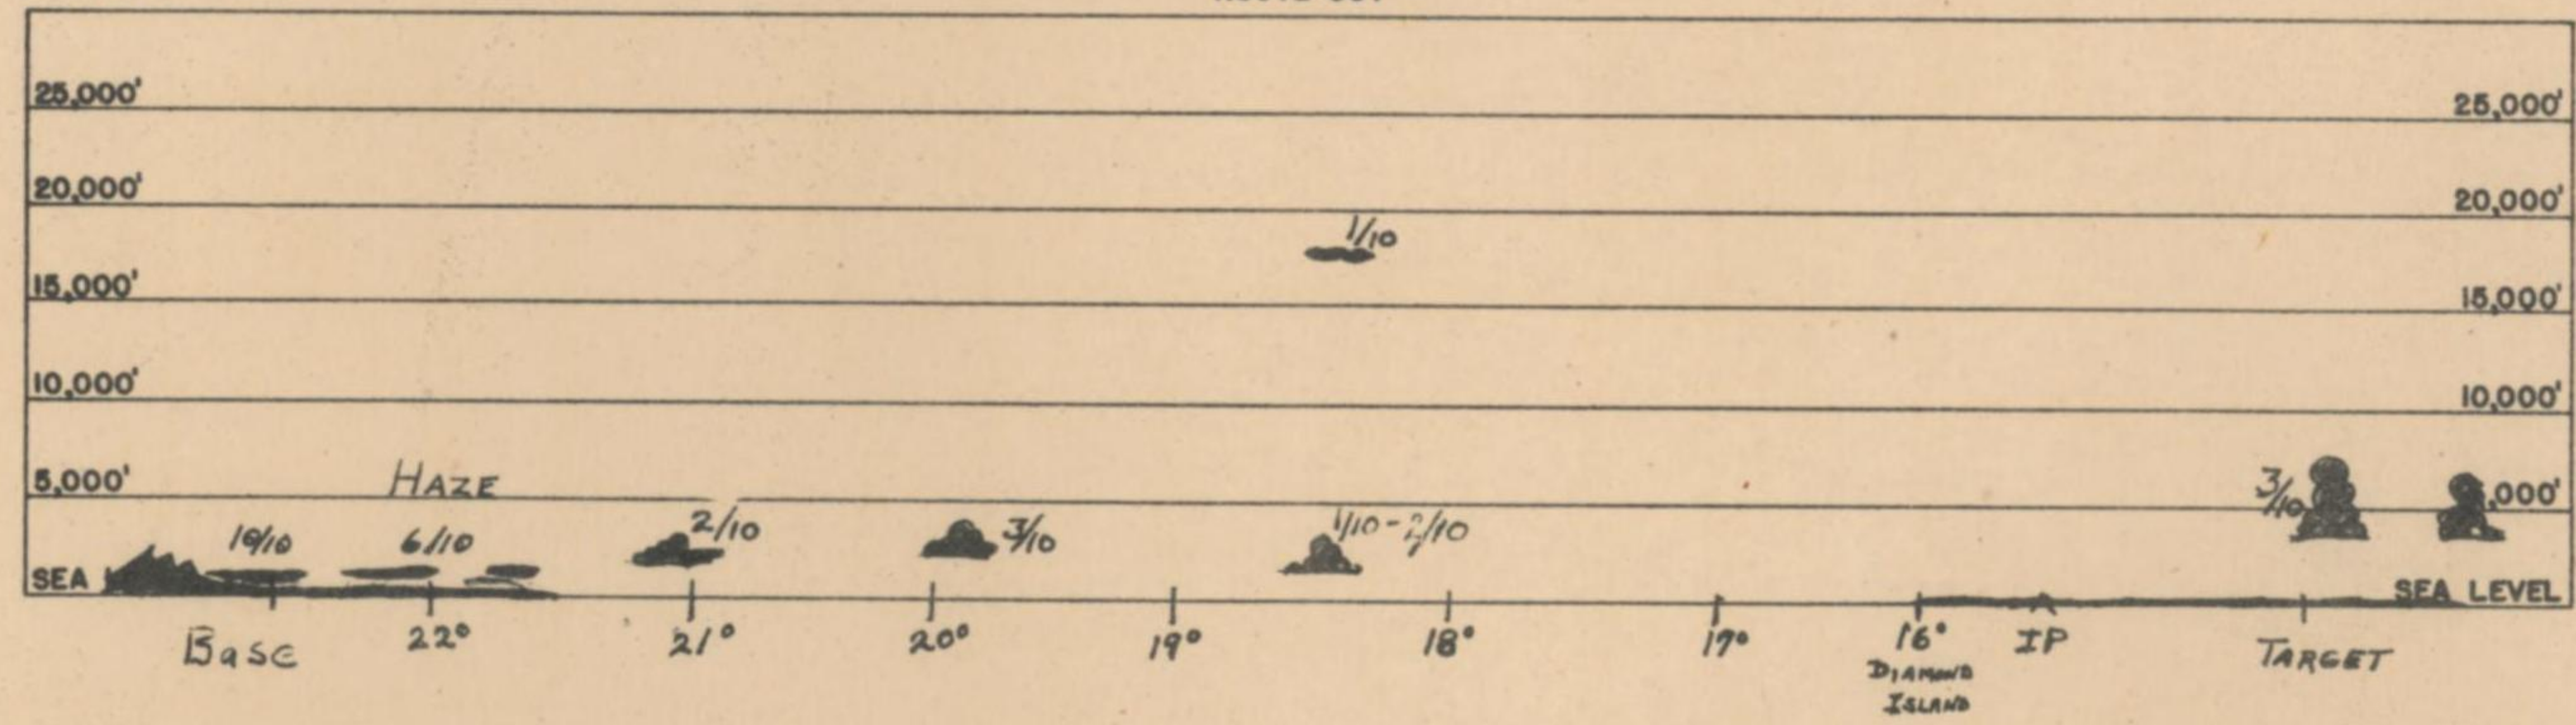 25,000' 25,000'
20,000' 20,000'
1/10
15,000' 15,000'
10,000' 10,000'
HAZE
5,000' ,000'
3/10
10/10 6/10 2/10 3/10 1/10-2/10
SEA SEA LEVEL
Base 22° 21° 20° 19° 18° 17° 16° IP TARGET
DIAMOND
ISLAND